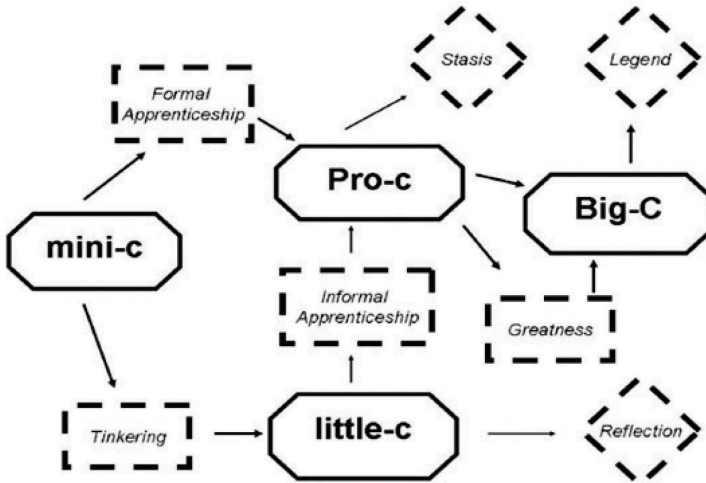 Stasis
Legend
Formal
Apprenticeship
Pro-c
Big-C
mini-c
Informal
Apprenticeship
Greatness
Tinkering
little-c
Reflection